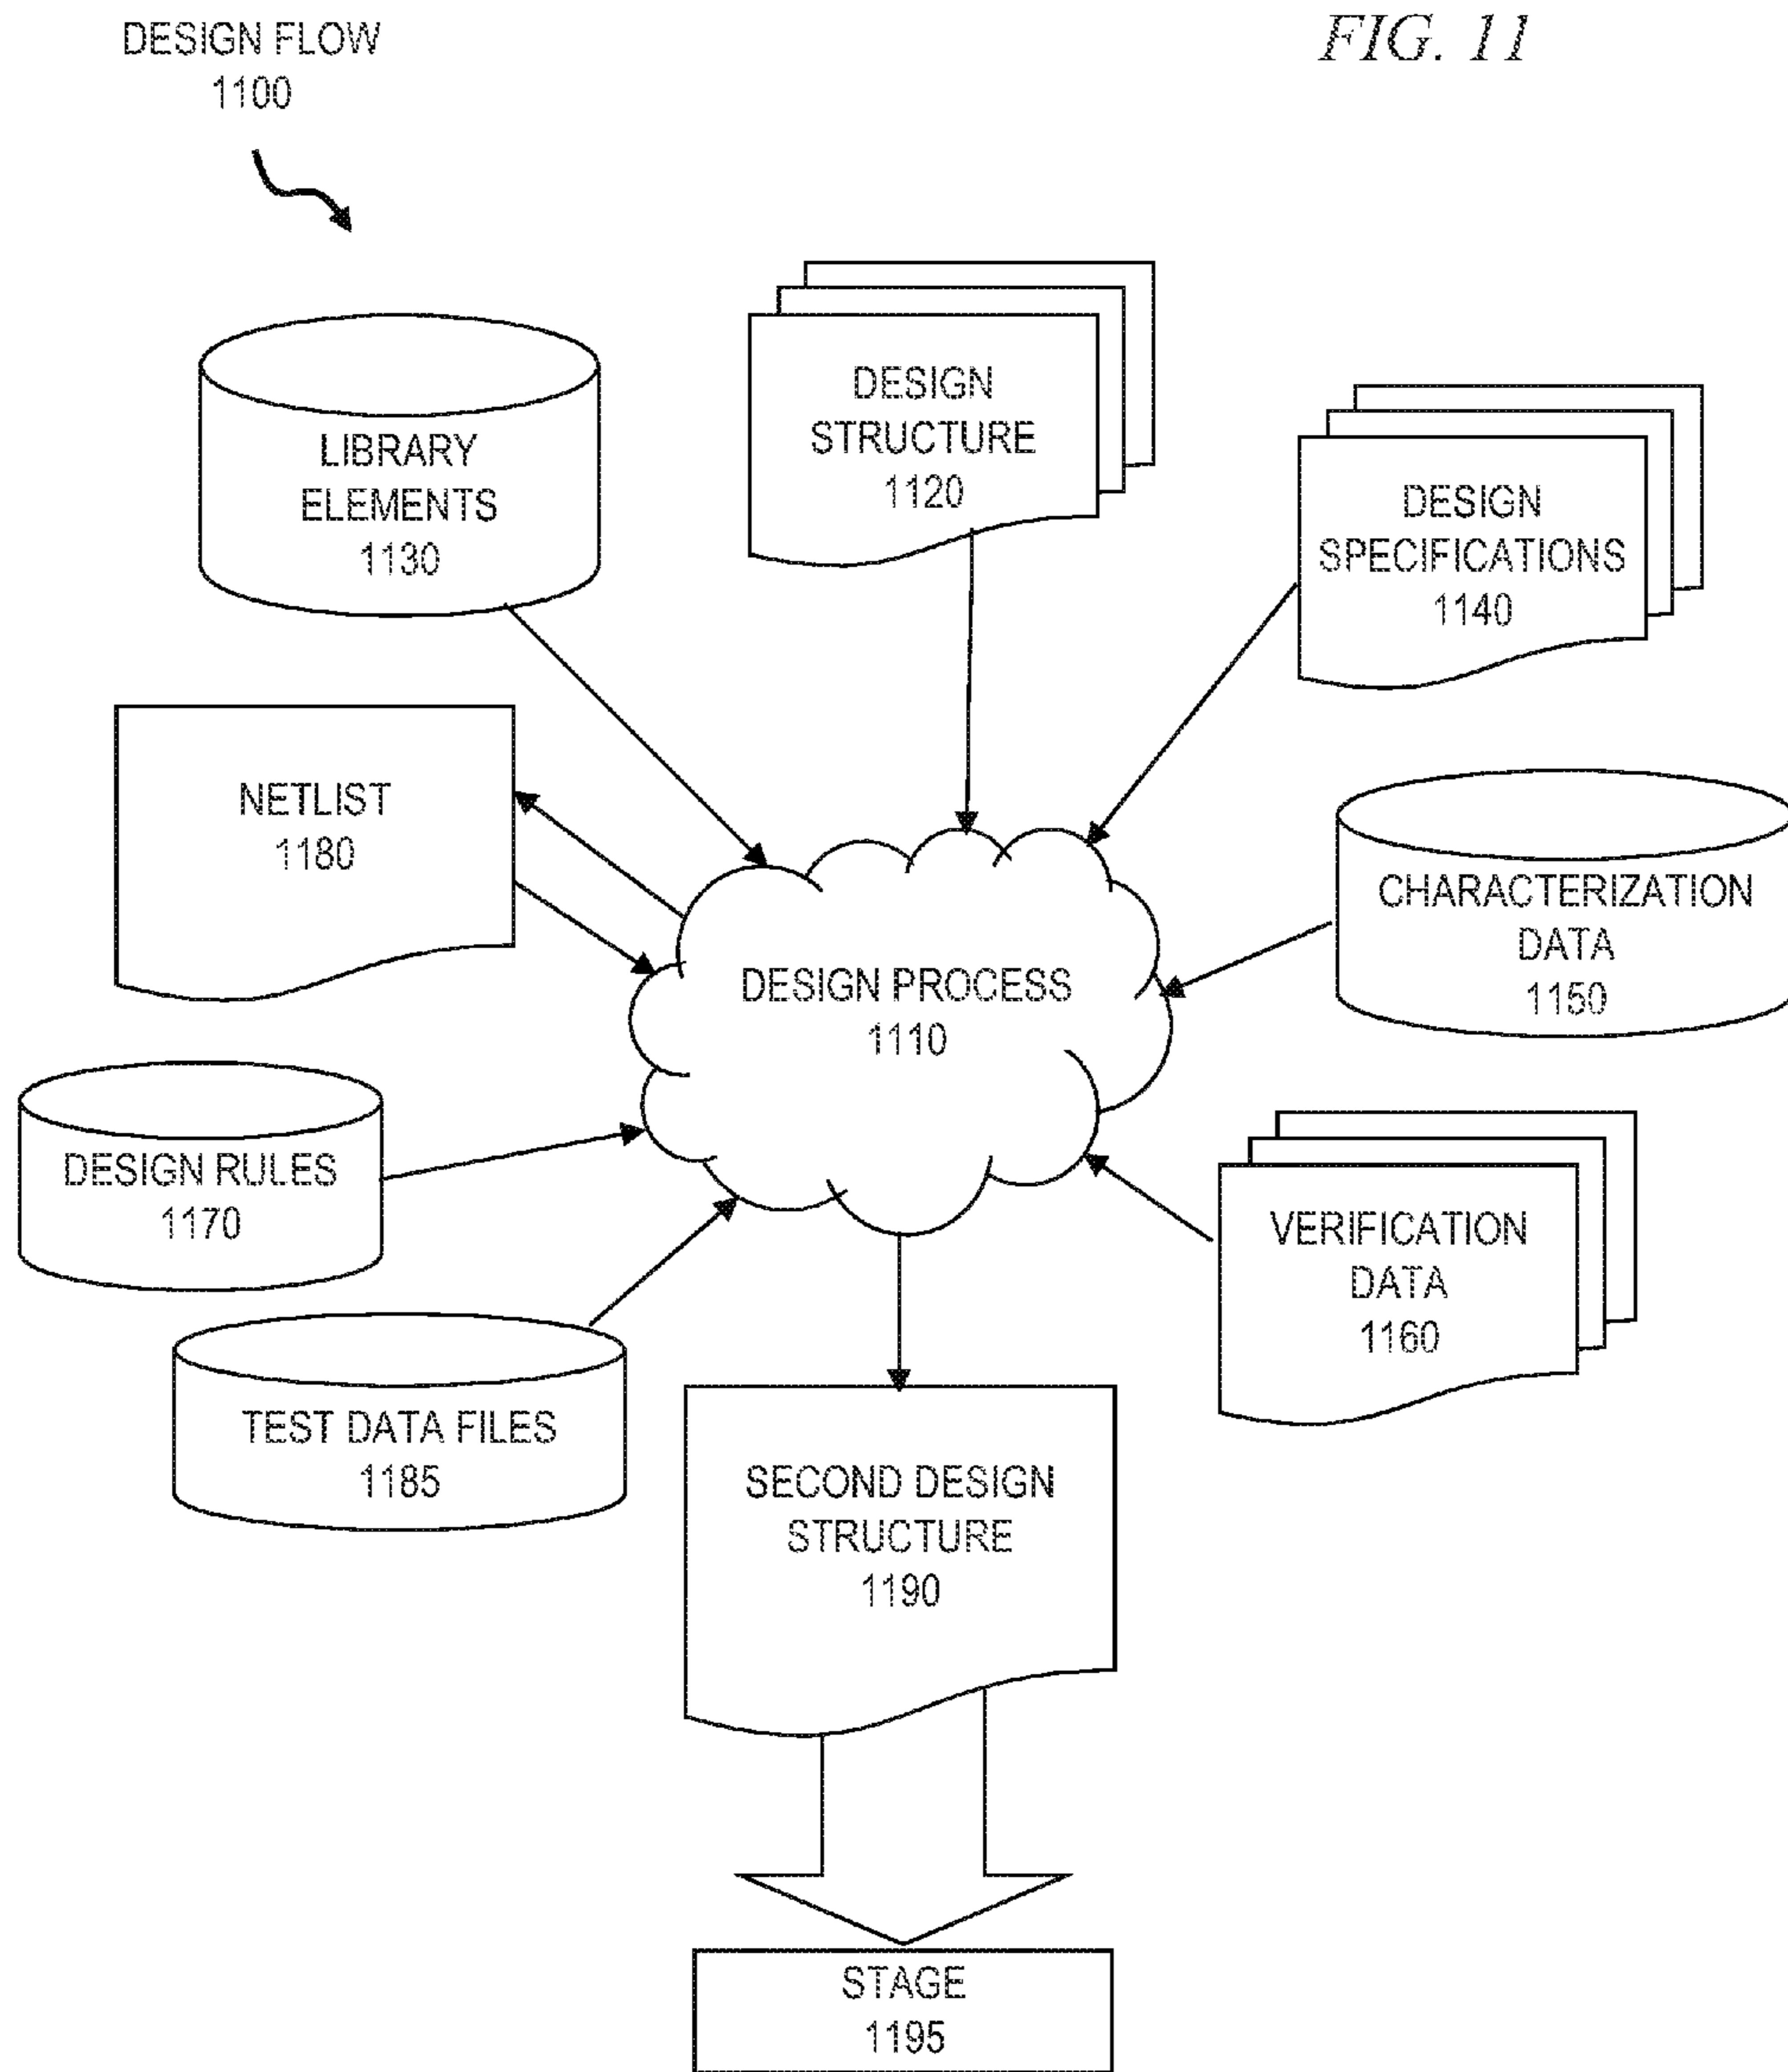 DESIGN FLOW
1100
FIG. 11
LIBRARY
ELEMENTS
1130
DESIGN
STRUCTURE
1120
DESIGN
SPECIFICATIONS
1140
NETLIST
1180
DESIGN PROCESS
1110
CHARACTERIZATION
DATA
1150
DESIGN RULES
1170
VERIFICATION
DATA
1160
TEST DATA FILES
1185
SECOND DESIGN
STRUCTURE
1190
STAGE
1195